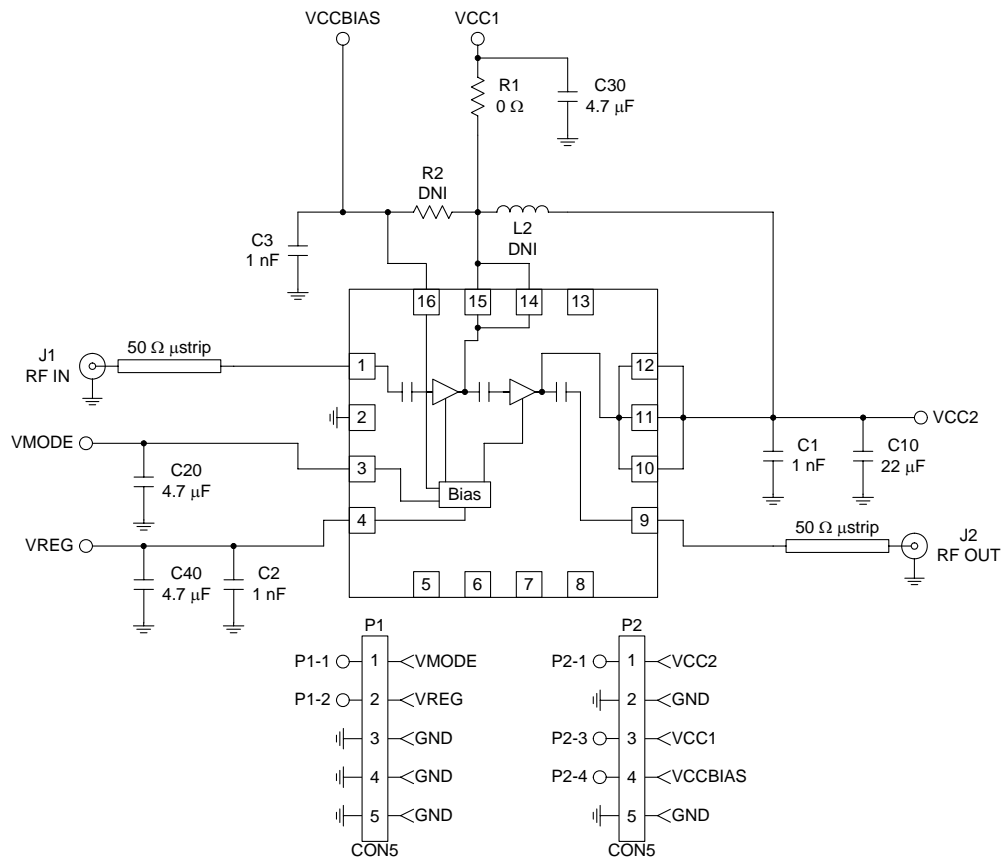 VCCBIAS
VCC1
R1
0 Ω
C30
4.7 μF
R2
DNI
L2
DNI
C3
1 nF
16
15
14
13
J1
RF IN
50 Ω μstrip
1
2
3
4
12
11
10
9
VMODE
C20
4.7 μF
Bias
VCC2
C1
1 nF
C10
22 μF
VREG
C40
4.7 μF
C2
1 nF
50 Ω μstrip
J2
RF OUT
5
6
7
8
P1
P1-1 1 VMODE
P1-2 2 VREG
3 GND
4 GND
5 GND
CON5
P2
P2-1 1 VCC2
2 GND
P2-3 3 VCC1
P2-4 4 VCCBIAS
5 GND
CON5